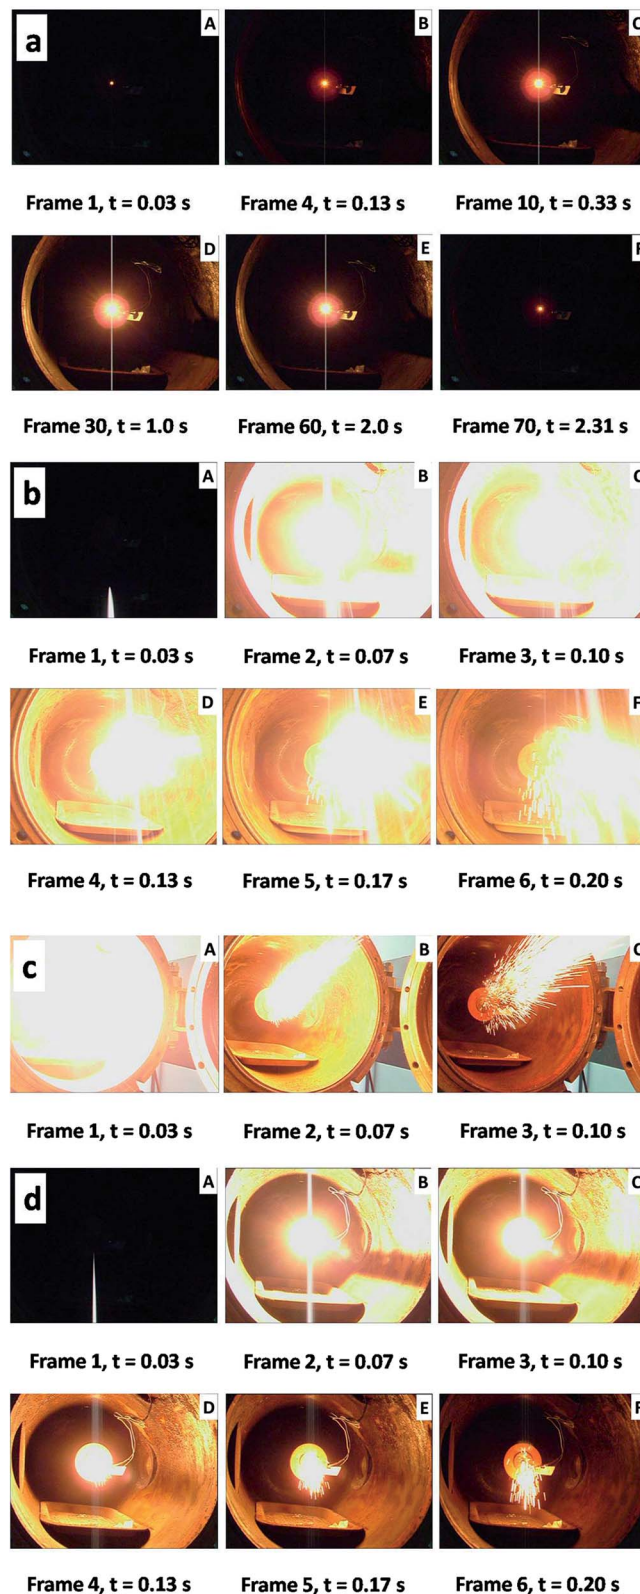 a A B C
Frame 1, t = 0.03 s Frame 4, t = 0.13 s Frame 10, t = 0.33 s
D E F
Frame 30, t = 1.0 s Frame 60, t = 2.0 s Frame 70, t = 2.31 s
b A B C
Frame 1, t = 0.03 s Frame 2, t = 0.07 s Frame 3, t = 0.10 s
D E F
Frame 4, t = 0.13 s Frame 5, t = 0.17 s Frame 6, t = 0.20 s
c A B C
Frame 1, t = 0.03 s Frame 2, t = 0.07 s Frame 3, t = 0.10 s
d A B C
Frame 1, t = 0.03 s Frame 2, t = 0.07 s Frame 3, t = 0.10 s
D E F
Frame 4, t = 0.13 s Frame 5, t = 0.17 s Frame 6, t = 0.20 s